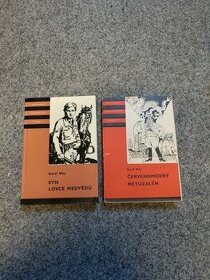 Karel May
SYN
LOVCE MEDVĚDŮ
Karel May
ČERVENOMODRÝ
METUZALÉM